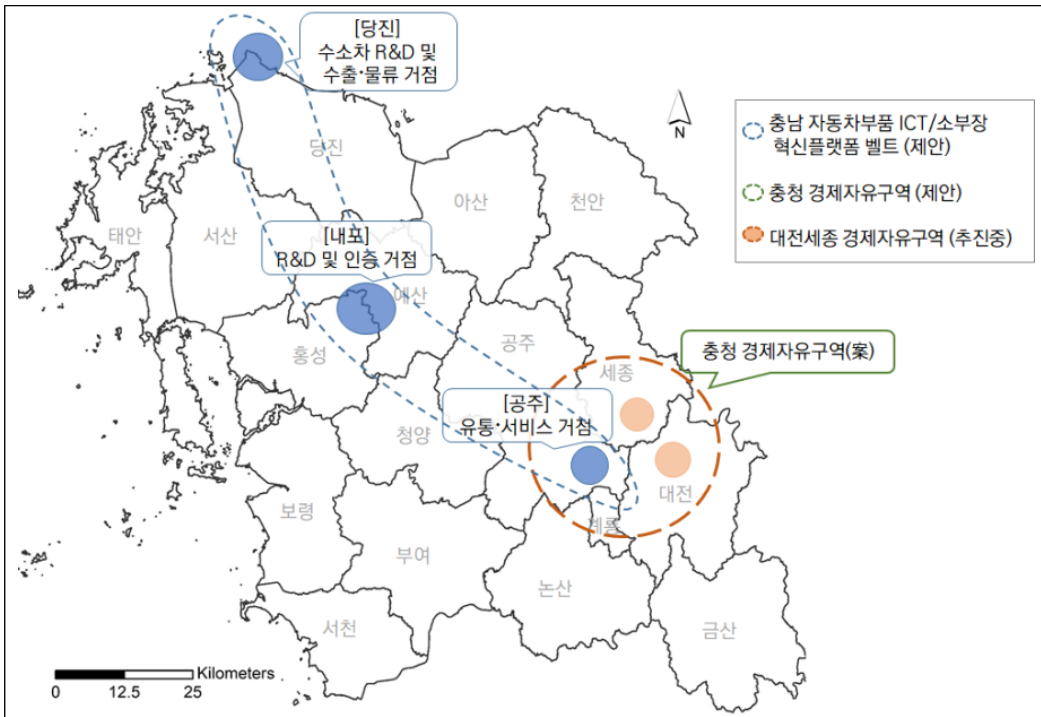 [당진]
수소차 R&D 및
수출·물류 거점
N
충남 자동차부품 ICT/소부장
혁신플랫폼 벨트 (제안)
충청 경제자유구역 (제안)
대전세종 경제자유구역 (추진중)
당진
아산
천안
태안
서산
[내포]
R&D 및 인증 거점
예산
홍성
공주
충청 경제자유구역(案)
세종
[공주]
유통·서비스 거점
청양
대전
보령
계룡
부여
논산
서천
금산
Kilometers
0 12.5 25